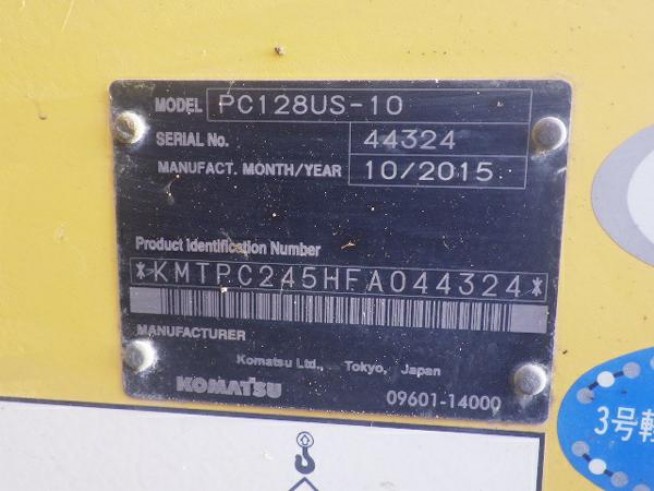 MODEL PC128US-10
SERIAL No. 44324
MANUFACT. MONTH/YEAR 10/2015
Product Identification Number
*KMTPC245HFA044324*
MANUFACTURER
Komatsu Ltd., Tokyo, Japan
KOMATSU 09601-14000
3号軽